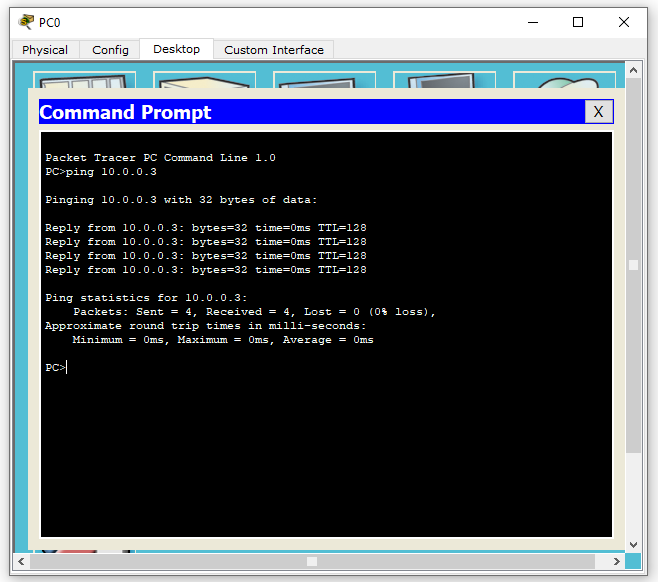 PC0
Physical Config Desktop Custom Interface
Command Prompt X
Packet Tracer PC Command Line 1.0
PC>ping 10.0.0.3
Pinging 10.0.0.3 with 32 bytes of data:
Reply from 10.0.0.3: bytes=32 time=0ms TTL=128
Reply from 10.0.0.3: bytes=32 time=0ms TTL=128
Reply from 10.0.0.3: bytes=32 time=0ms TTL=128
Reply from 10.0.0.3: bytes=32 time=0ms TTL=128
Ping statistics for 10.0.0.3:
    Packets: Sent = 4, Received = 4, Lost = 0 (0% loss),
Approximate round trip times in milli-seconds:
    Minimum = 0ms, Maximum = 0ms, Average = 0ms
PC>